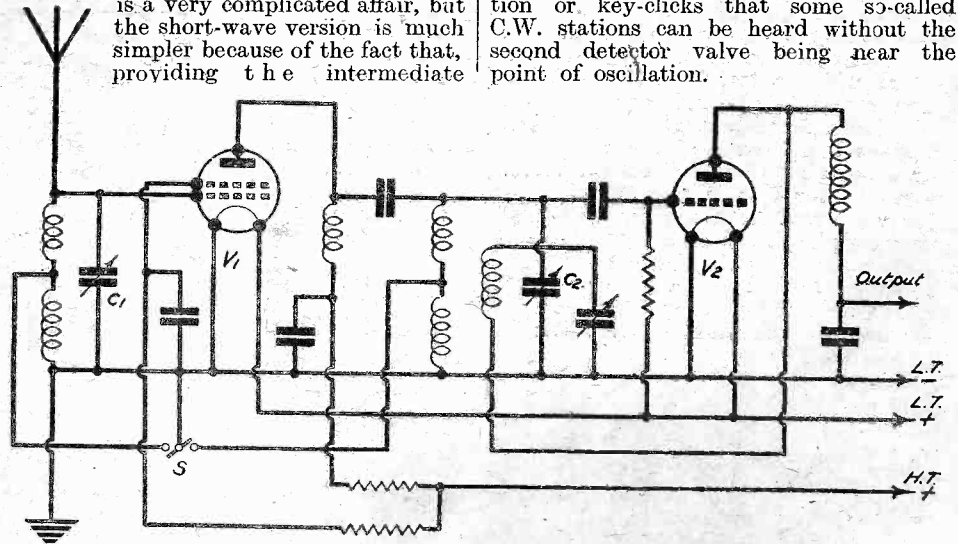 is a very complicated affair, but
the short-wave version is much
simpler because of the fact that,
providing the intermediate
tion or key-clicks that some so-called
C.W. stations can be heard without the
second detector valve being near the
point of oscillation.
V1
C1
C2
V2
Output
L.T.
-
L.T.
+
S
H.T.
+